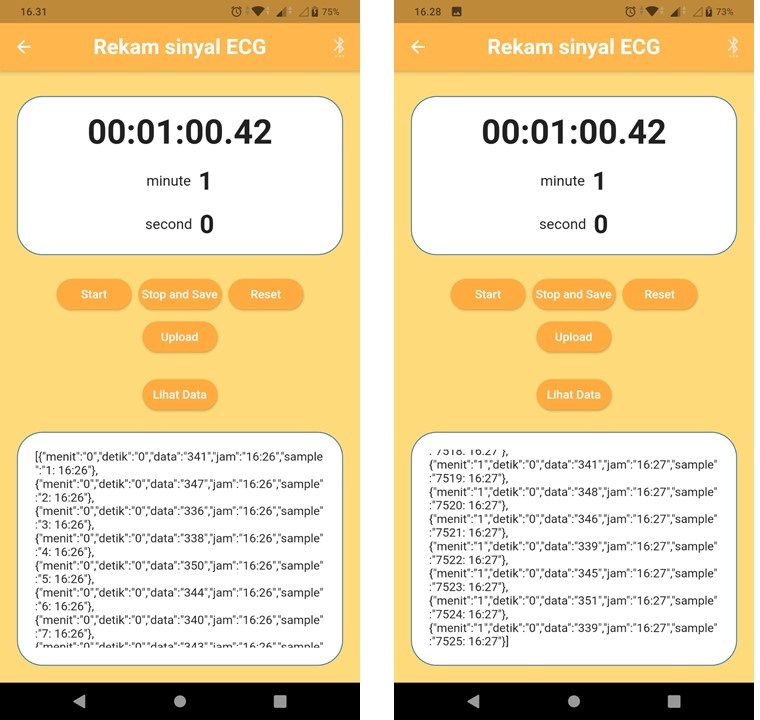 16.31
75%
Rekam sinyal ECG
00:01:00.42
minute 1
second 0
Start Stop and Save Reset
Upload
Lihat Data
[{"menit":"0","detik":"0","data":"341","jam":"16:26","sample
":"1: 16:26"},
{"menit":"0","detik":"0","data":"347","jam":"16:26","sample"
:"2: 16:26"},
{"menit":"0","detik":"0","data":"336","jam":"16:26","sample"
:"3: 16:26"},
{"menit":"0","detik":"0","data":"338","jam":"16:26","sample"
:"4: 16:26"},
{"menit":"0","detik":"0","data":"350","jam":"16:26","sample"
:"5: 16:26"},
{"menit":"0","detik":"0","data":"344","jam":"16:26","sample"
:"6: 16:26"},
{"menit":"0","detik":"0","data":"340","jam":"16:26","sample"
:"7: 16:26"},
{"menit":"0","detik":"0","data":"343","jam":"16:26","sample"
16.28
73%
Rekam sinyal ECG
00:01:00.42
minute 1
second 0
Start Stop and Save Reset
Upload
Lihat Data
:"7518: 16:27"},
{"menit":"1","detik":"0","data":"341","jam":"16:27","sample"
:"7519: 16:27"},
{"menit":"1","detik":"0","data":"348","jam":"16:27","sample"
:"7520: 16:27"},
{"menit":"1","detik":"0","data":"346","jam":"16:27","sample"
:"7521: 16:27"},
{"menit":"1","detik":"0","data":"339","jam":"16:27","sample"
:"7522: 16:27"},
{"menit":"1","detik":"0","data":"345","jam":"16:27","sample"
:"7523: 16:27"},
{"menit":"1","detik":"0","data":"351","jam":"16:27","sample"
:"7524: 16:27"},
{"menit":"1","detik":"0","data":"339","jam":"16:27","sample"
:"7525: 16:27"}]